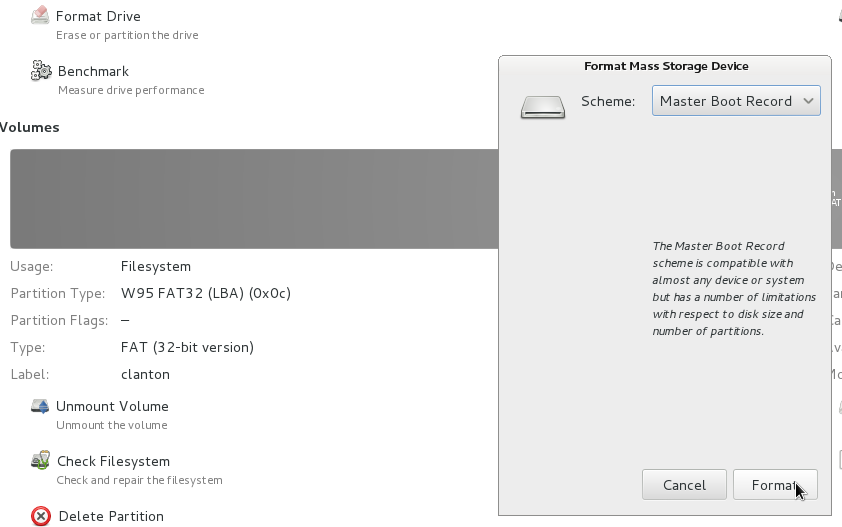 Format Drive
Erase or partition the drive
Benchmark
Measure drive performance
Volumes
Usage: Filesystem
Partition Type: W95 FAT32 (LBA) (0x0c)
Partition Flags: –
Type: FAT (32-bit version)
Label: clanton
Unmount Volume
Unmount the volume
Check Filesystem
Check and repair the filesystem
Delete Partition
Format Mass Storage Device
Scheme: Master Boot Record
The Master Boot Record
scheme is compatible with
almost any device or system
but has a number of limitations
with respect to disk size and
number of partitions.
Cancel Format